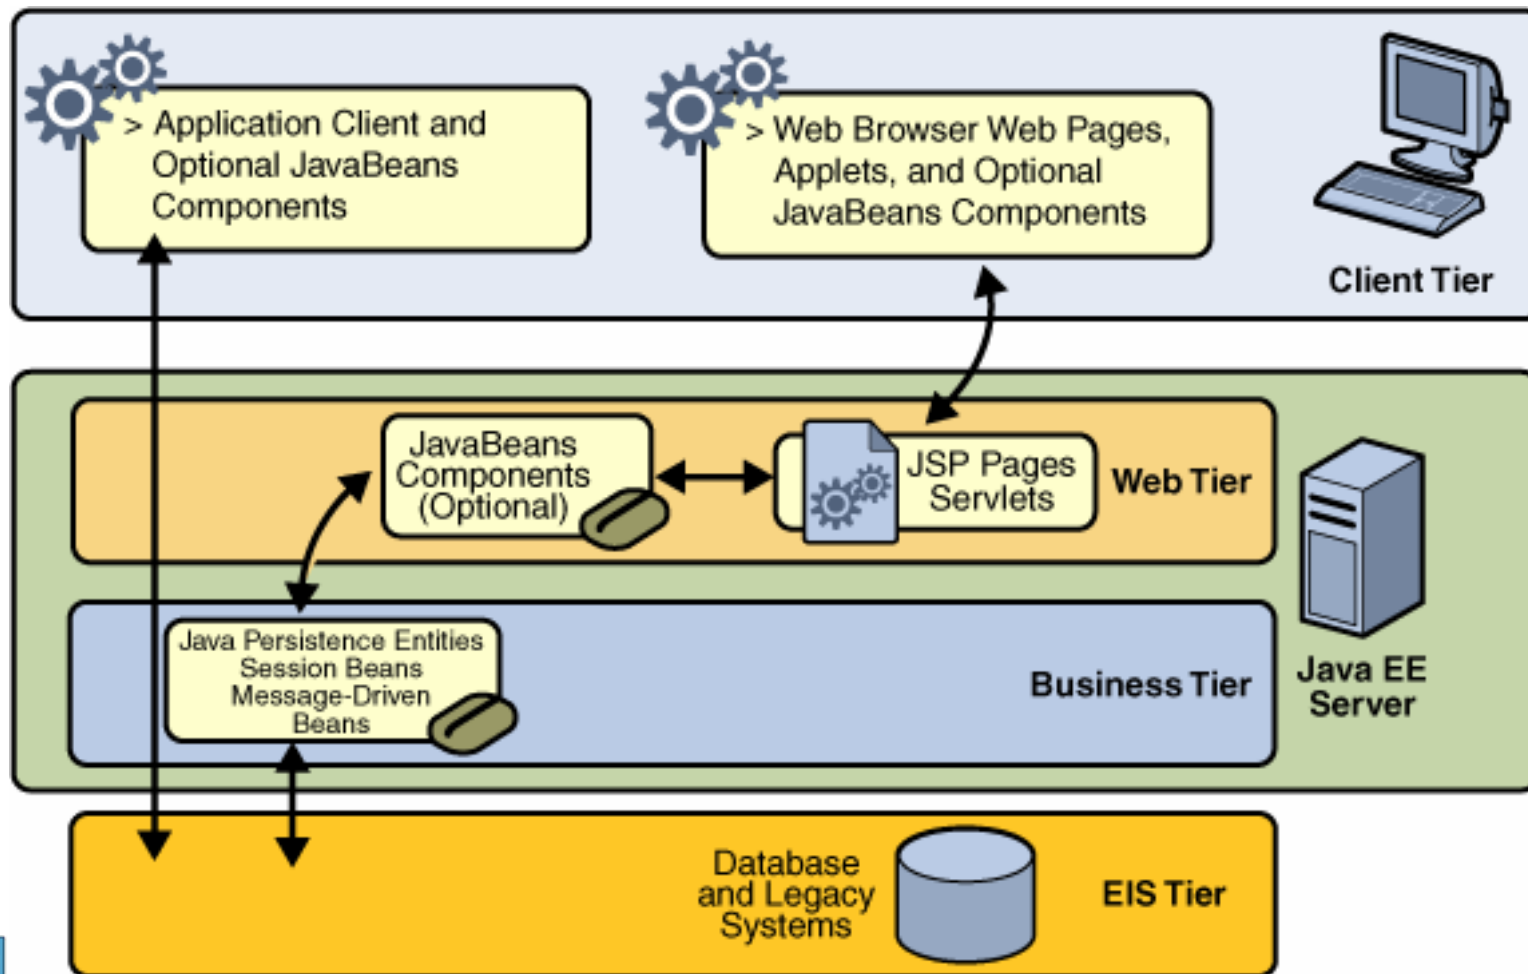 > Application Client and
Optional JavaBeans
Components
> Web Browser Web Pages,
Applets, and Optional
JavaBeans Components
Client Tier
JavaBeans
Components
(Optional)
JSP Pages
Servlets
Web Tier
Java Persistence Entities
Session Beans
Message-Driven
Beans
Business Tier
Java EE
Server
Database
and Legacy
Systems
EIS Tier